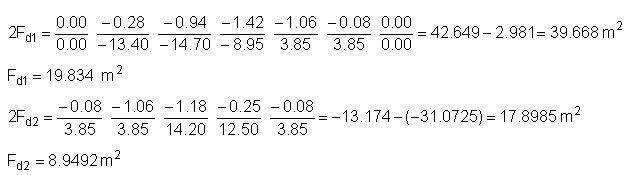 2F_d1 = 0.00/0.00 -0.28/-13.40 -0.94/-14.70 -1.42/-8.95 -1.06/3.85 -0.08/3.85 0.00/0.00 = 42.649 - 2.981 = 39.668 m²
F_d1 = 19.834 m²
2F_d2 = -0.08/3.85 -1.06/3.85 -1.18/14.20 -0.25/12.50 -0.08/3.85 = -13.174 - (-31.0725) = 17.8985 m²
F_d2 = 8.9492 m²